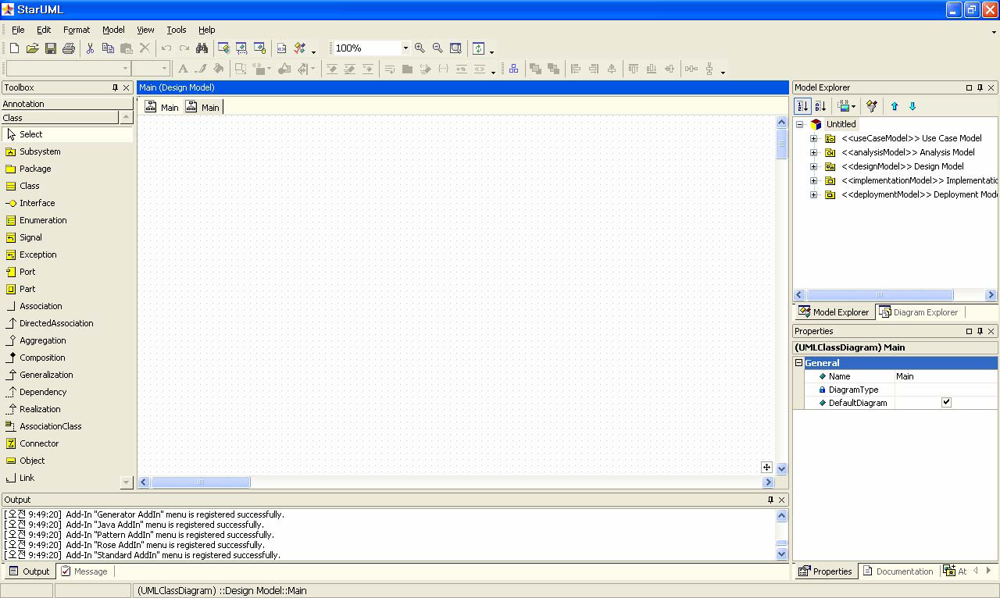 StarUML
File Edit Format Model View Tools Help
100%
Toolbox
Annotation
Class
Select
Subsystem
Package
Class
Interface
Enumeration
Signal
Exception
Port
Part
Association
DirectedAssociation
Aggregation
Composition
Generalization
Dependency
Realization
AssociationClass
Connector
Object
Link
Main (Design Model)
Main Main
Model Explorer
Untitled
<<useCaseModel>> Use Case Model
<<analysisModel>> Analysis Model
<<designModel>> Design Model
<<implementationModel>> Implementatio
<<deploymentModel>> Deployment Mode
Model Explorer Diagram Explorer
Properties
(UMLClassDiagram) Main
General
Name Main
DiagramType
DefaultDiagram
Properties Documentation At
Output
[오전 9:49:20] Add-In "Generator AddIn" menu is registered successfully.
[오전 9:49:20] Add-In "Java AddIn" menu is registered successfully.
[오전 9:49:20] Add-In "Pattern AddIn" menu is registered successfully.
[오전 9:49:20] Add-In "Rose AddIn" menu is registered successfully.
[오전 9:49:20] Add-In "Standard AddIn" menu is registered successfully.
Output Message
(UMLClassDiagram) ::Design Model::Main